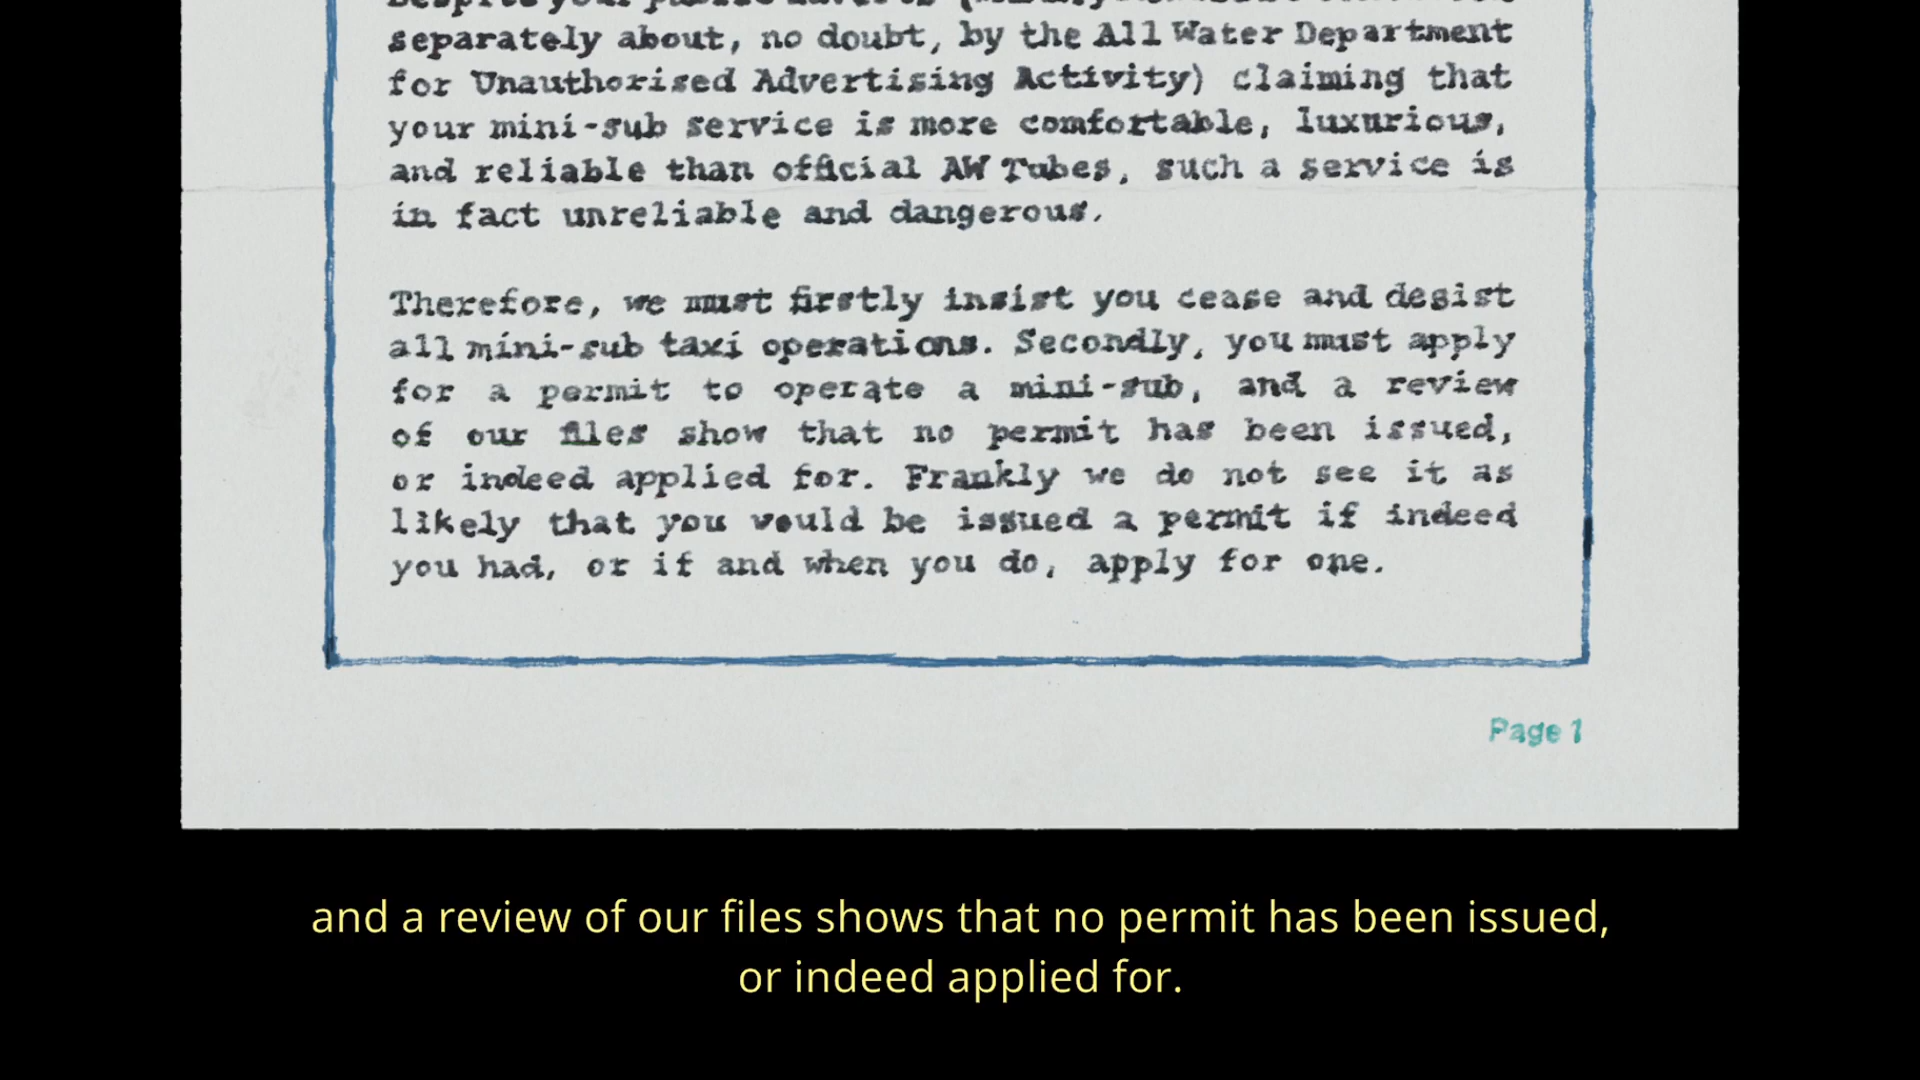 separately about, no doubt, by the All Water Department
for Unauthorised Advertising Activity) claiming that
your mini-sub service is more comfortable, luxurious,
and reliable than official AW Tubes, such a service is
in fact unreliable and dangerous.
Therefore, we must firstly insist you cease and desist
all mini-sub taxi operations. Secondly, you must apply
for a permit to operate a mini-sub, and a review
of our files show that no permit has been issued,
or indeed applied for. Frankly we do not see it as
likely that you would be issued a permit if indeed
you had, or if and when you do, apply for one.
Page 1
and a review of our files shows that no permit has been issued,
or indeed applied for.